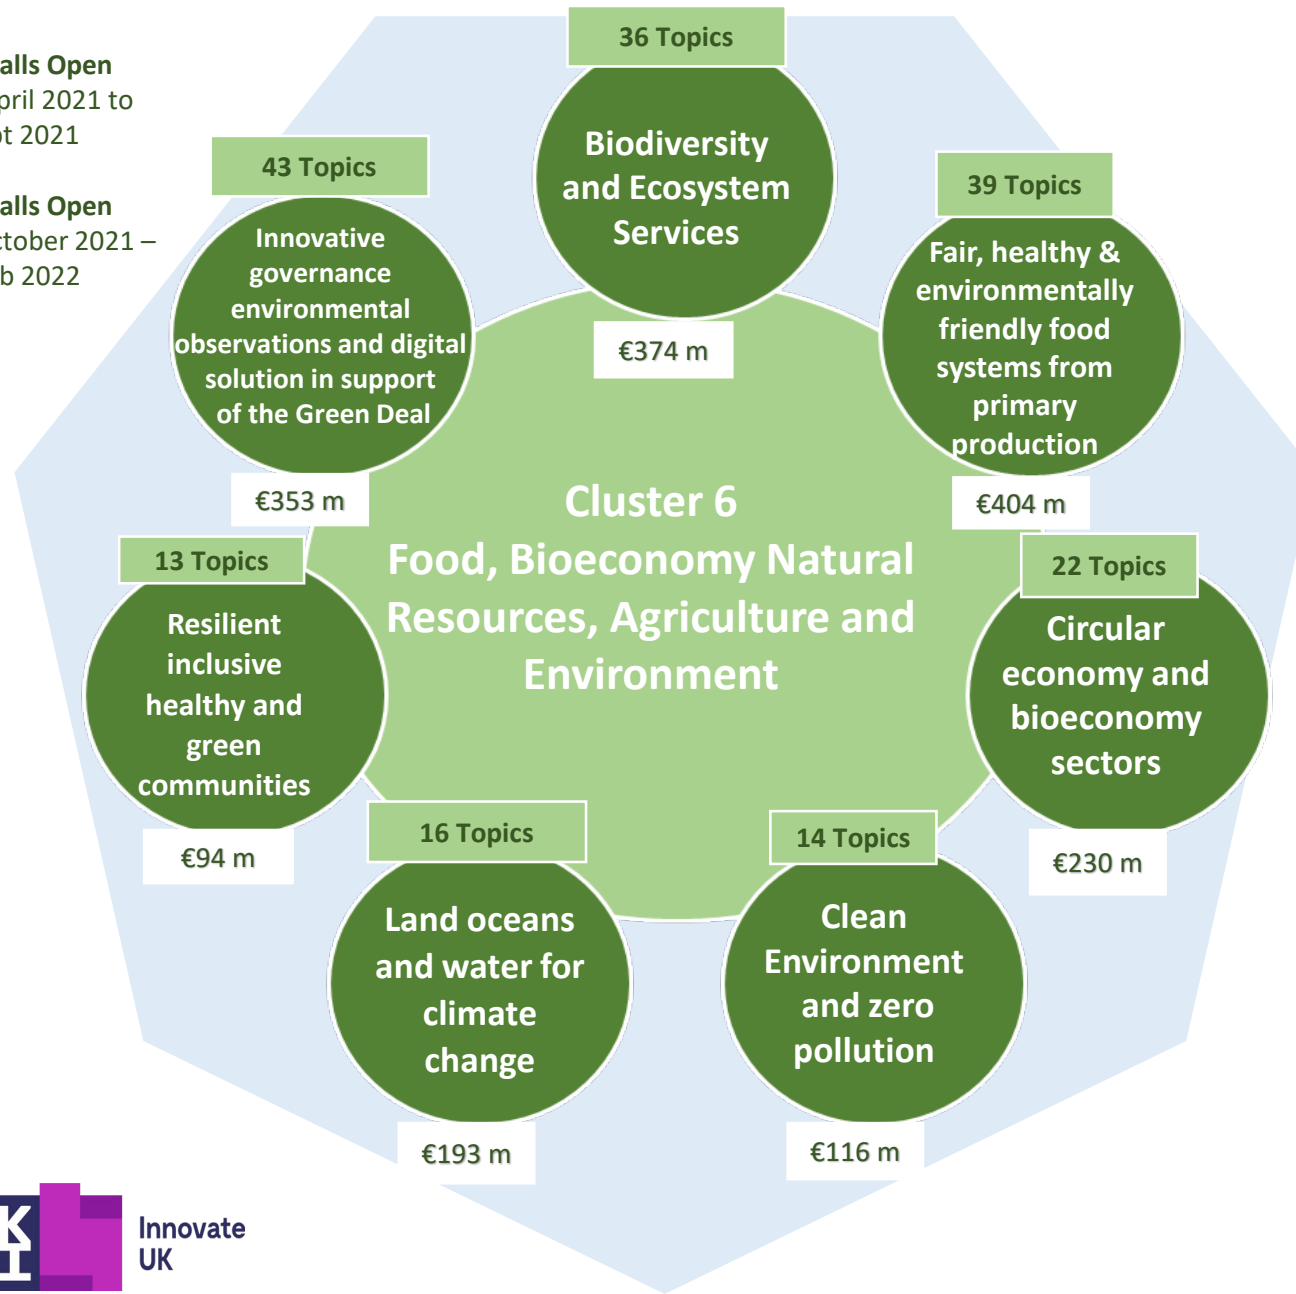 alls Open
pril 2021 to
pt 2021
alls Open
ctober 2021 –
b 2022
36 Topics
Biodiversity
and Ecosystem
Services
€374 m
43 Topics
Innovative
governance
environmental
observations and digital
solution in support
of the Green Deal
€353 m
39 Topics
Fair, healthy &
environmentally
friendly food
systems from
primary
production
€404 m
Cluster 6
Food, Bioeconomy Natural
Resources, Agriculture and
Environment
13 Topics
Resilient
inclusive
healthy and
green
communities
€94 m
22 Topics
Circular
economy and
bioeconomy
sectors
€230 m
16 Topics
Land oceans
and water for
climate
change
€193 m
14 Topics
Clean
Environment
and zero
pollution
€116 m
K
I
Innovate
UK